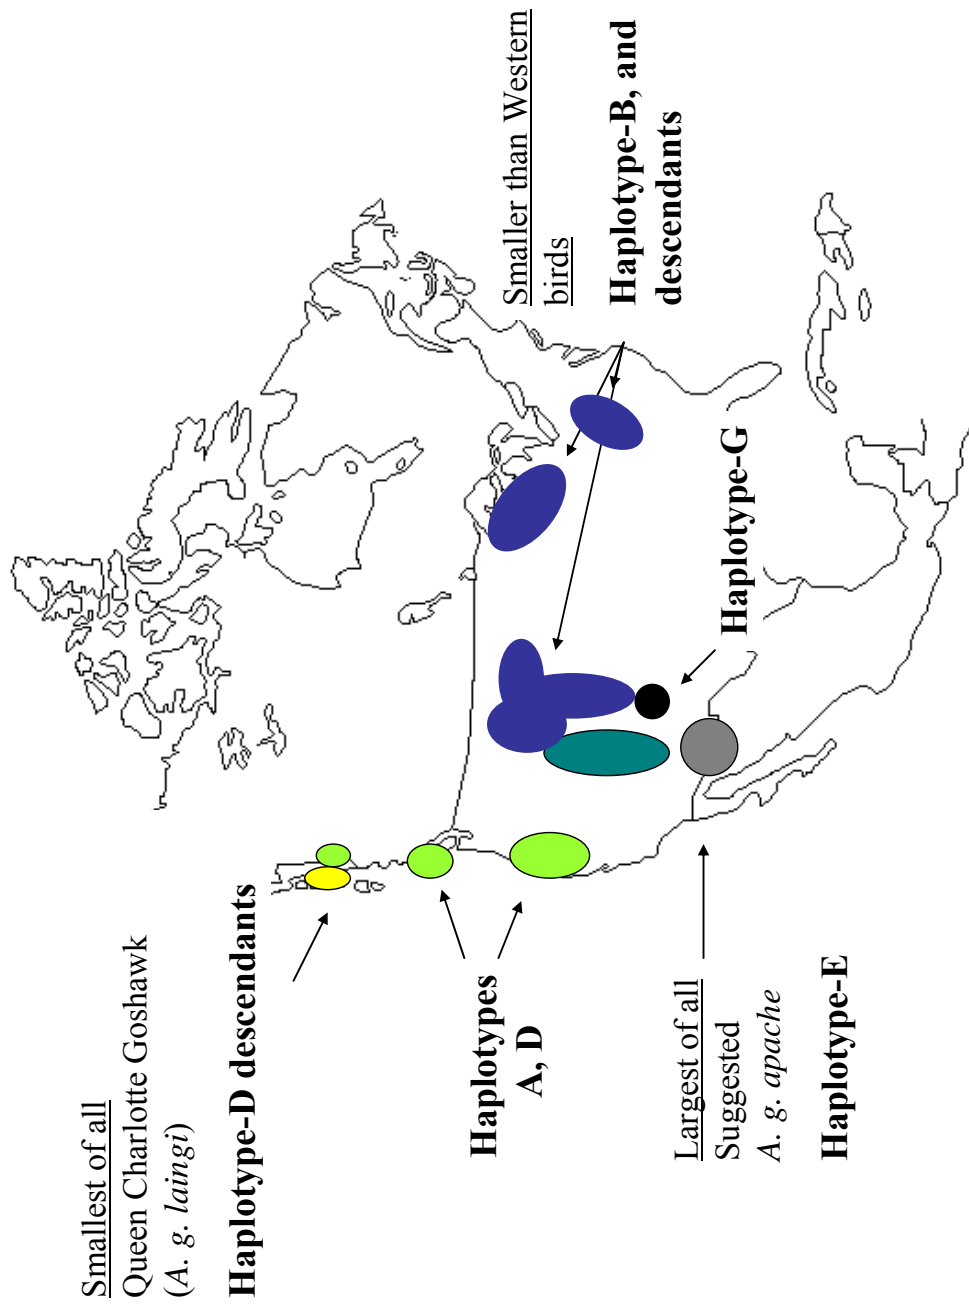 Smallest of all
Queen Charlotte Goshawk
(A. g. laingi)
Haplotype-D descendants
Haplotypes
A, D
Largest of all
Suggested
A. g. apache
Haplotype-E
Smaller than Western
birds
Haplotype-B, and
descendants
Haplotype-G